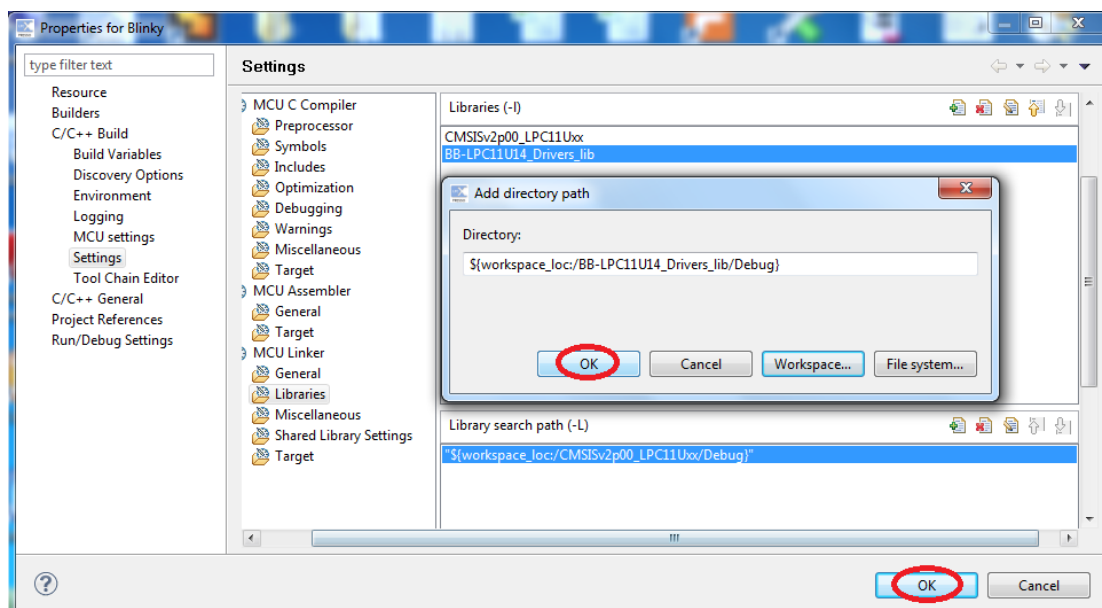 Properties for Blinky
type filter text
Resource
Builders
C/C++ Build
Build Variables
Discovery Options
Environment
Logging
MCU settings
Settings
Tool Chain Editor
C/C++ General
Project References
Run/Debug Settings
Settings
MCU C Compiler
Preprocessor
Symbols
Includes
Optimization
Debugging
Warnings
Miscellaneous
Target
MCU Assembler
General
Target
MCU Linker
General
Libraries
Miscellaneous
Shared Library Settings
Target
Libraries (-l)
CMSISv2p00_LPC11Uxx
BB-LPC11U14_Drivers_lib
Add directory path
Directory:
${workspace_loc:/BB-LPC11U14_Drivers_lib/Debug}
OK Cancel Workspace... File system...
Library search path (-L)
"${workspace_loc:/CMSISv2p00_LPC11Uxx/Debug}"
OK Cancel